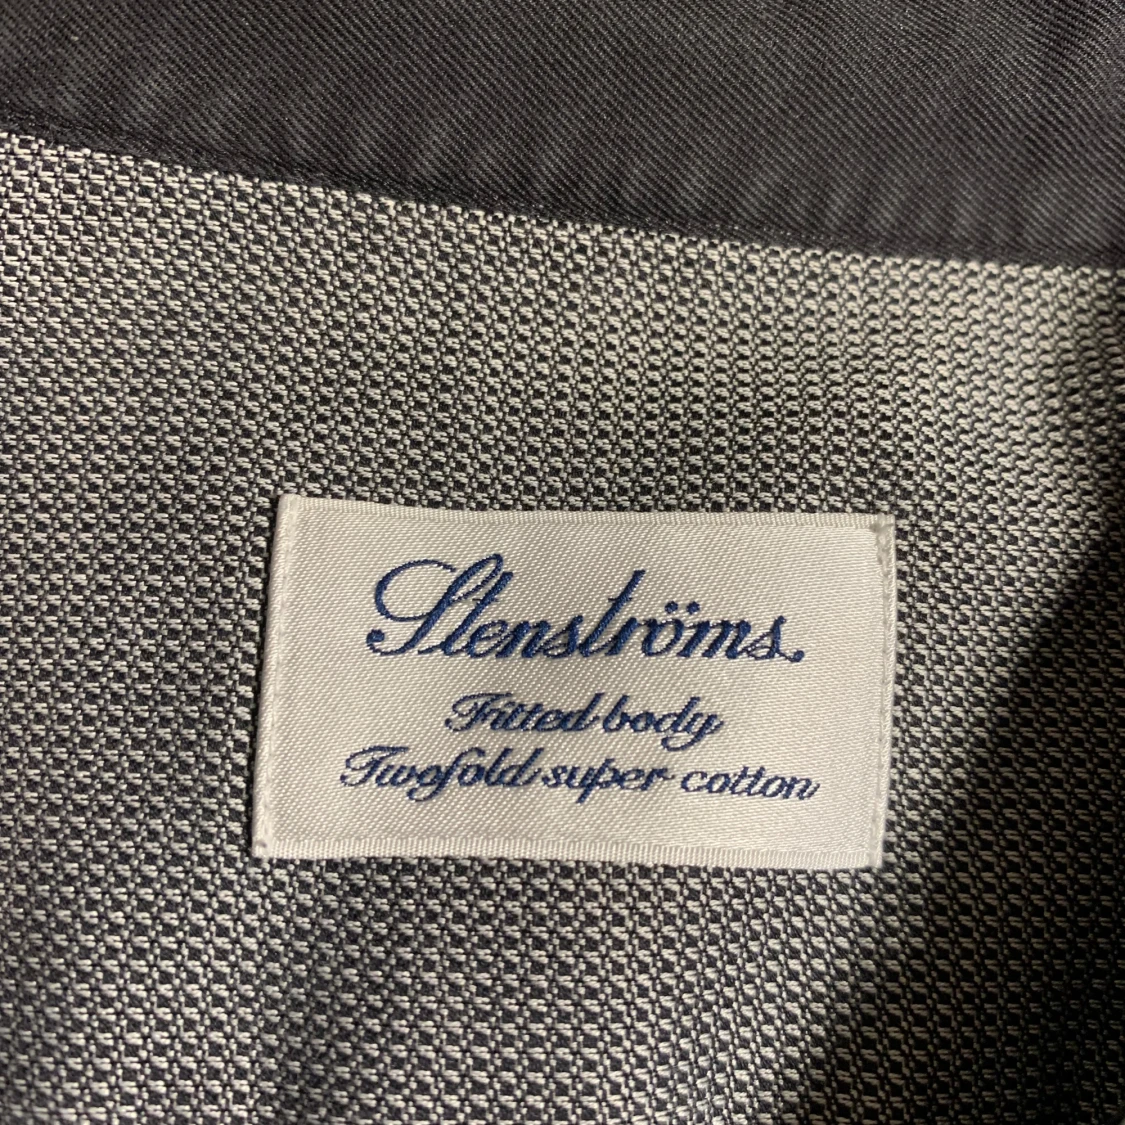 Stenströms
Fitted body
Twofold super cotton